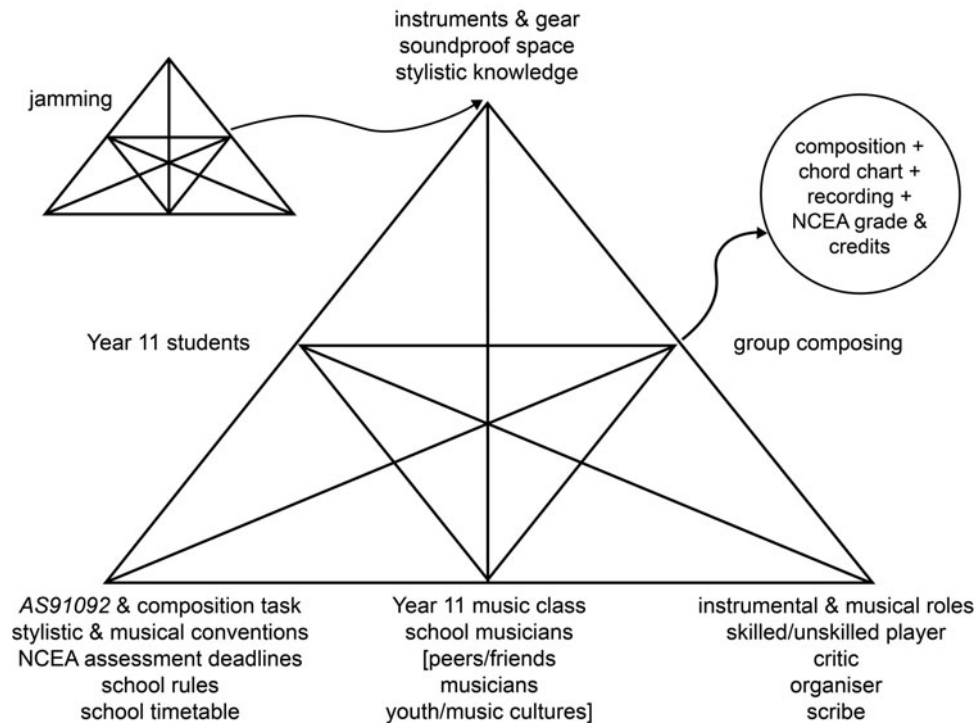 instruments & gear
soundproof space
stylistic knowledge
jamming
composition +
chord chart +
recording +
NCEA grade &
credits
Year 11 students
group composing
AS91092 & composition task
stylistic & musical conventions
NCEA assessment deadlines
school rules
school timetable
Year 11 music class
school musicians
[peers/friends
musicians
youth/music cultures]
instrumental & musical roles
skilled/unskilled player
critic
organiser
scribe